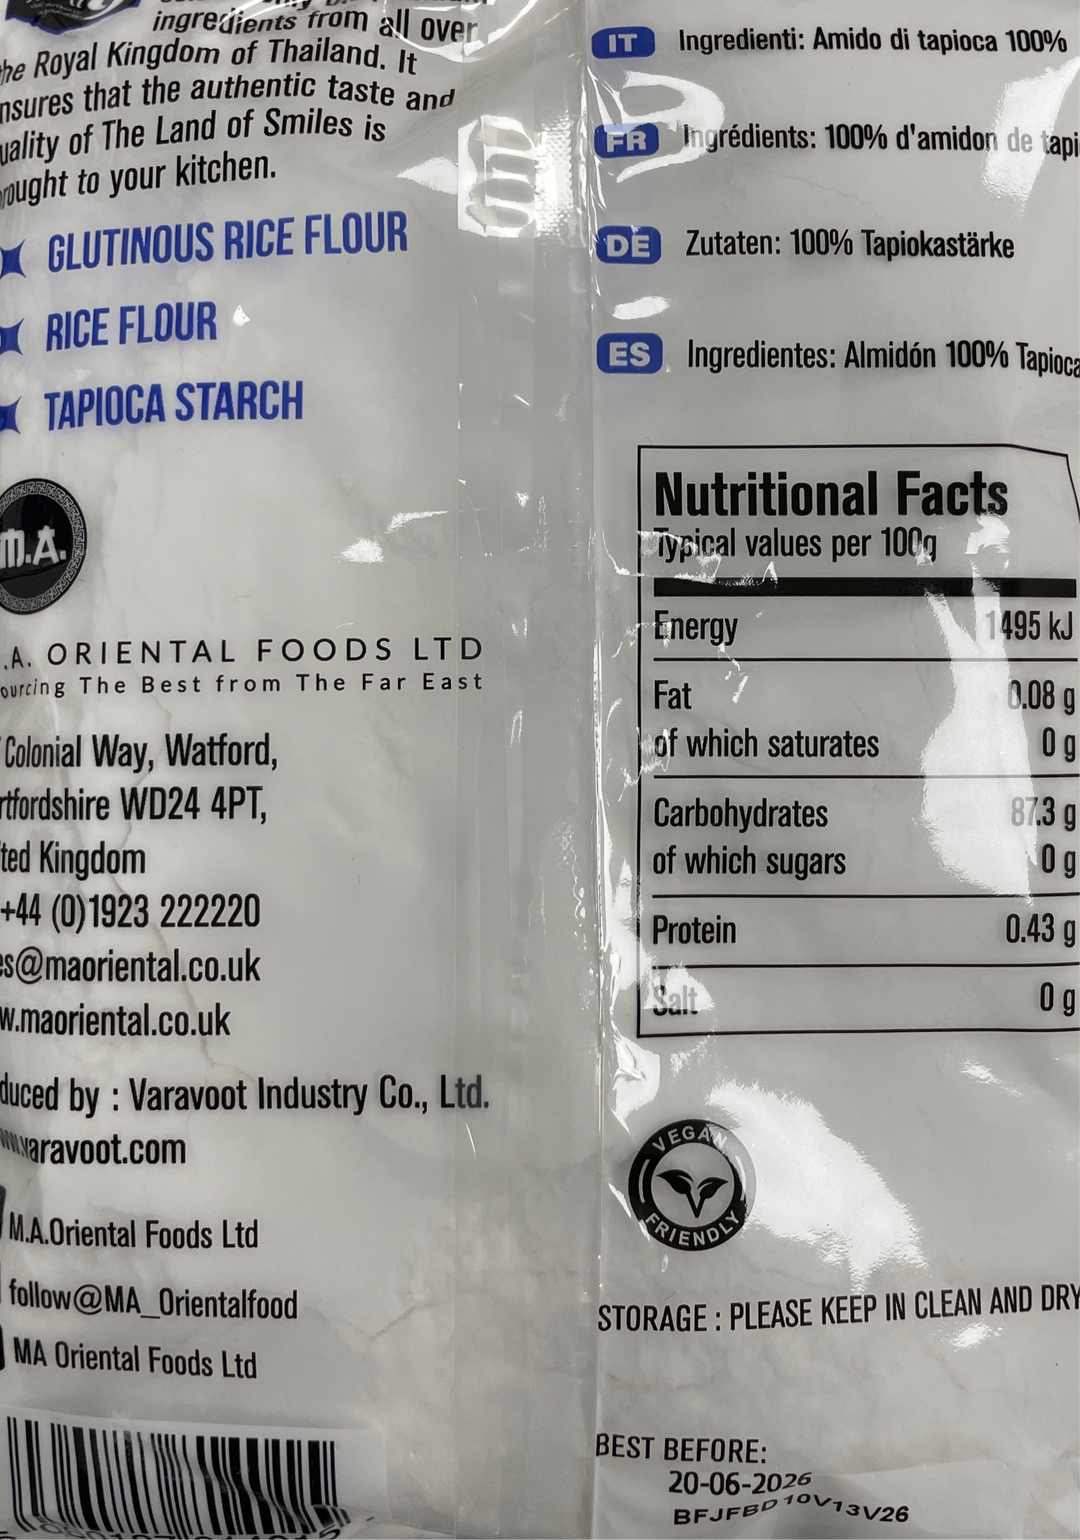 ingredients from all over
the Royal Kingdom of Thailand. It
nsures that the authentic taste and
uality of The Land of Smiles is
rought to your kitchen.
GLUTINOUS RICE FLOUR
RICE FLOUR
TAPIOCA STARCH
M.A.
.A. ORIENTAL FOODS LTD
ourcing The Best from The Far East
Colonial Way, Watford,
rtfordshire WD24 4PT,
ted Kingdom
+44 (0)1923 222220
es@maoriental.co.uk
w.maoriental.co.uk
duced by : Varavoot Industry Co., Ltd.
www.varavoot.com
M.A.Oriental Foods Ltd
follow@MA_Orientalfood
MA Oriental Foods Ltd
IT Ingredienti: Amido di tapioca 100%
FR Ingrédients: 100% d'amidon de tapi
DE Zutaten: 100% Tapiokastärke
ES Ingredientes: Almidón 100% Tapioca
Nutritional Facts
Typical values per 100g
Energy 1495 kJ
Fat 0.08 g
of which saturates 0 g
Carbohydrates 87.3 g
of which sugars 0 g
Protein 0.43 g
Salt 0 g
VEGAN
FRIENDLY
STORAGE : PLEASE KEEP IN CLEAN AND DRY
BEST BEFORE:
20-06-2026
BFJFBD10V13V26